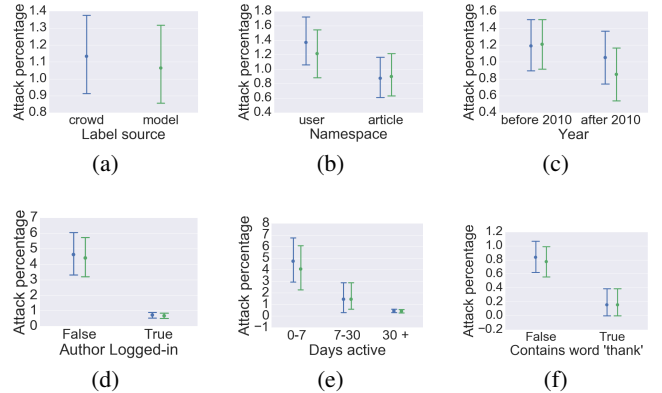 Attack percentage
1.4
1.3
1.2
1.1
1.0
0.9
0.8
crowd model
Label source
(a)
Attack percentage
1.8
1.6
1.4
1.2
1.0
0.8
0.6
0.4
user article
Namespace
(b)
Attack percentage
1.6
1.4
1.2
1.0
0.8
0.6
0.4
before 2010 after 2010
Year
(c)
Attack percentage
7
6
5
4
3
2
1
0
False True
Author Logged-in
(d)
Attack percentage
8
7
6
5
4
3
2
1
0
−1
0-7 7-30 30 +
Days active
(e)
Attack percentage
1.2
1.0
0.8
0.6
0.4
0.2
0.0
−0.2
False True
Contains word 'thank'
(f)